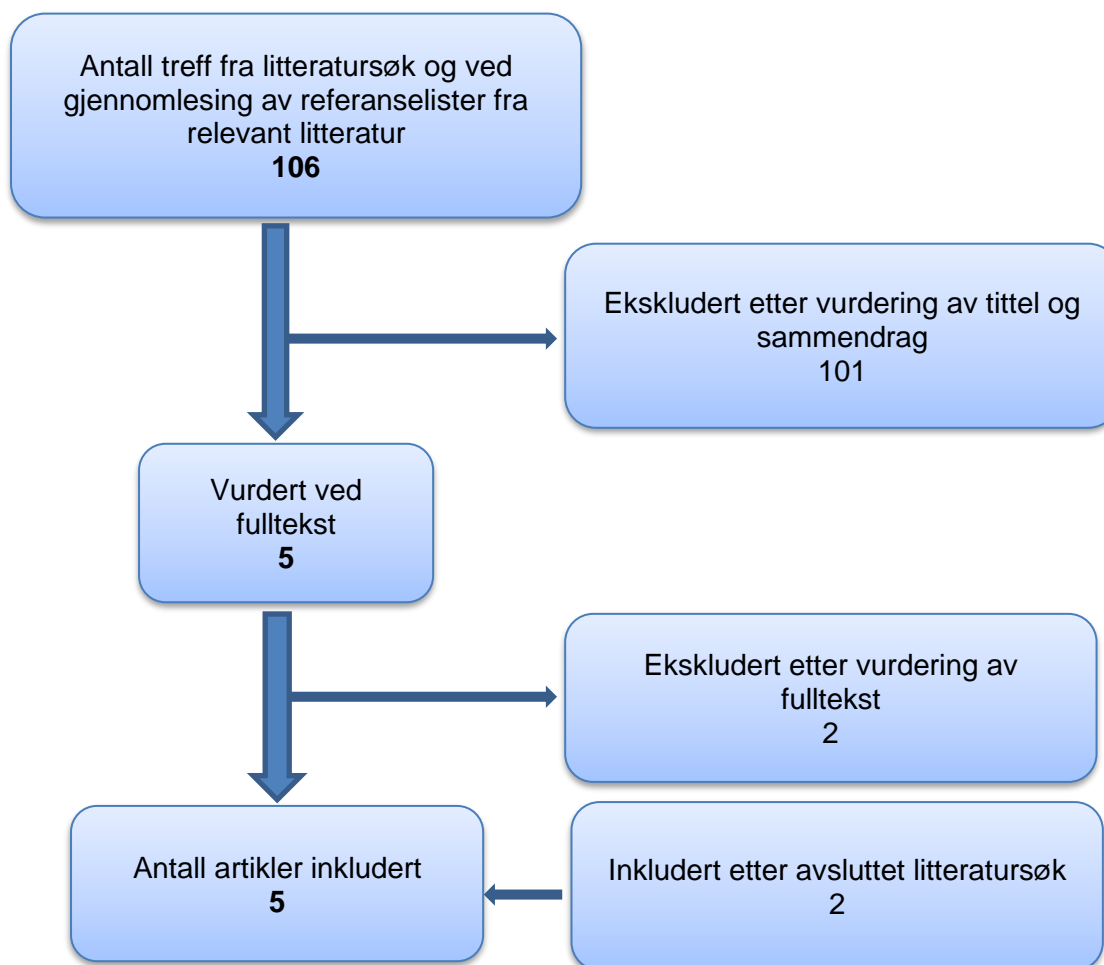 Antall treff fra litteratursøk og ved
gjennomlesing av referanselister fra
relevant litteratur
106
Ekskludert etter vurdering av tittel og
sammendrag
101
Vurdert ved
fulltekst
5
Ekskludert etter vurdering av
fulltekst
2
Antall artikler inkludert
5
Inkludert etter avsluttet litteratursøk
2